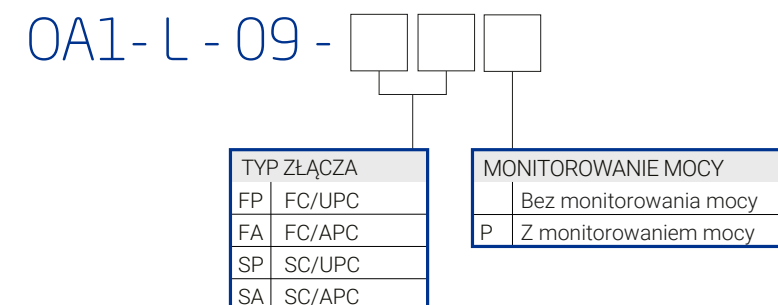 OA1- L - 09 -
TYP ZŁĄCZA
FP FC/UPC
FA FC/APC
SP SC/UPC
SA SC/APC
MONITOROWANIE MOCY
Bez monitorowania mocy
P Z monitorowaniem mocy